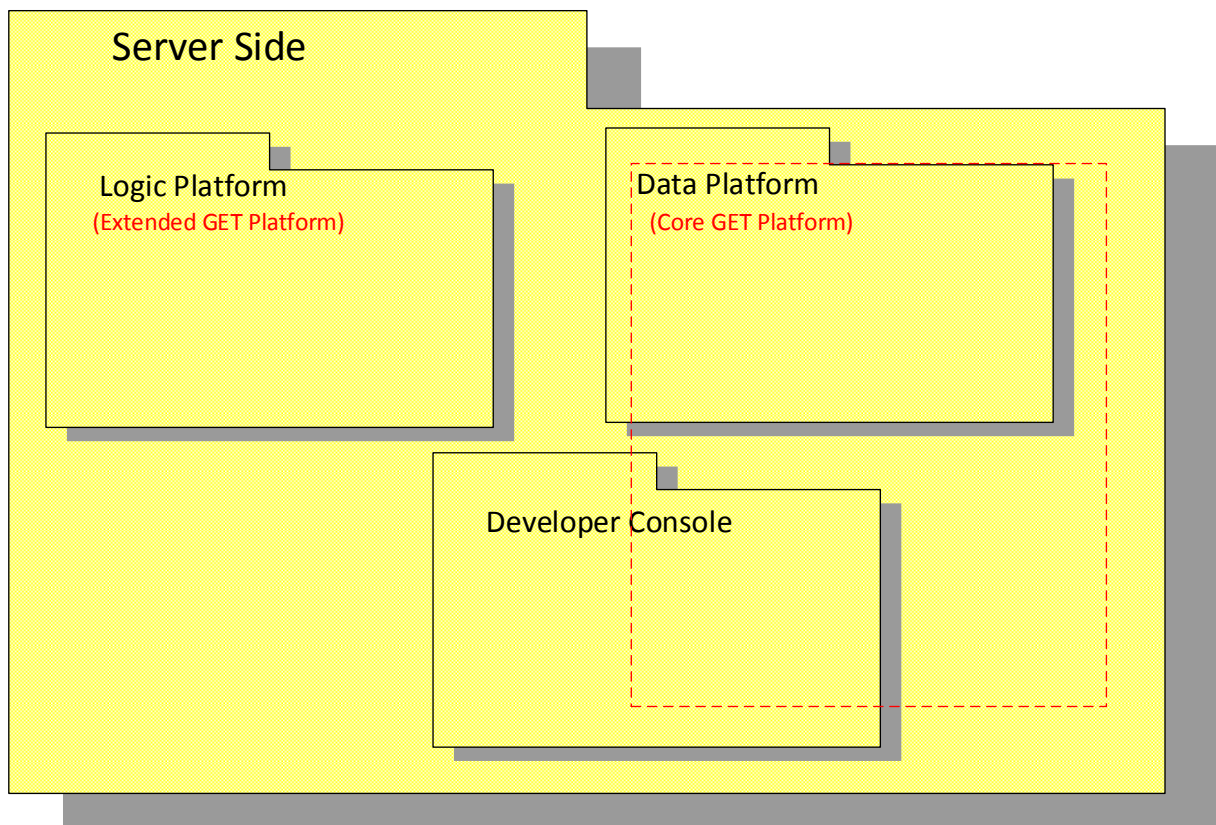 Server Side
Logic Platform
(Extended GET Platform)
Data Platform
(Core GET Platform)
Developer Console